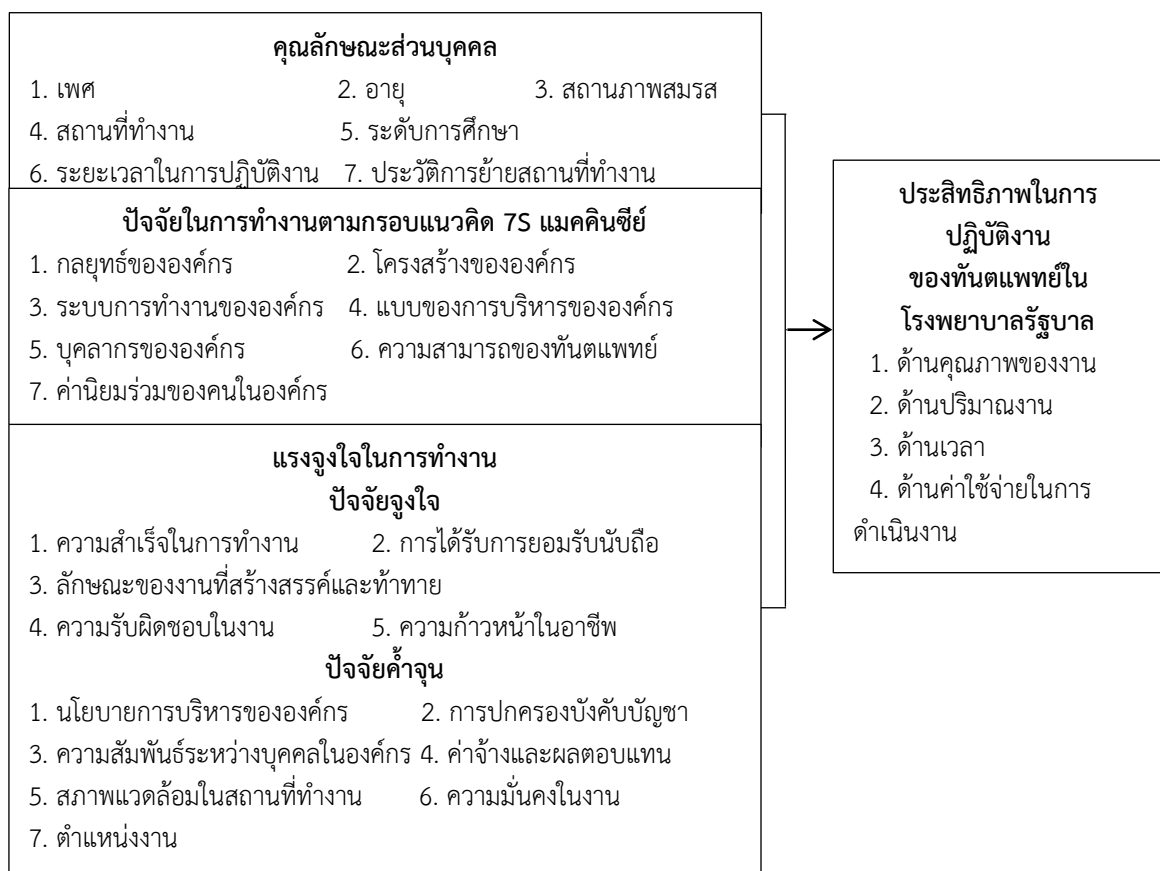 คุณลักษณะส่วนบุคคล
1. เพศ 2. อายุ 3. สถานภาพสมรส
4. สถานที่ทำงาน 5. ระดับการศึกษา
6. ระยะเวลาในการปฏิบัติงาน 7. ประวัติการย้ายสถานที่ทำงาน
ปัจจัยในการทำงานตามกรอบแนวคิด 7S แมคคินซีย์
1. กลยุทธ์ขององค์กร 2. โครงสร้างขององค์กร
3. ระบบการทำงานขององค์กร 4. แบบของการบริหารขององค์กร
5. บุคลากรขององค์กร 6. ความสามารถของทันตแพทย์
7. ค่านิยมร่วมของคนในองค์กร
แรงจูงใจในการทำงาน
ปัจจัยจูงใจ
1. ความสำเร็จในการทำงาน 2. การได้รับการยอมรับนับถือ
3. ลักษณะของงานที่สร้างสรรค์และท้าทาย
4. ความรับผิดชอบในงาน 5. ความก้าวหน้าในอาชีพ
ปัจจัยค้ำจุน
1. นโยบายการบริหารขององค์กร 2. การปกครองบังคับบัญชา
3. ความสัมพันธ์ระหว่างบุคคลในองค์กร 4. ค่าจ้างและผลตอบแทน
5. สภาพแวดล้อมในสถานที่ทำงาน 6. ความมั่นคงในงาน
7. ตำแหน่งงาน
ประสิทธิภาพในการ
ปฏิบัติงาน
ของทันตแพทย์ใน
โรงพยาบาลรัฐบาล
1. ด้านคุณภาพของงาน
2. ด้านปริมาณงาน
3. ด้านเวลา
4. ด้านค่าใช้จ่ายในการ
ดำเนินงาน